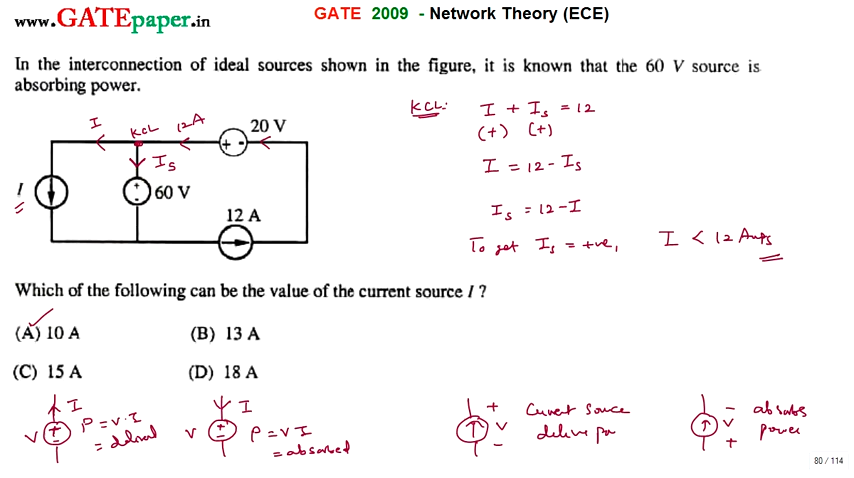 www.GATEpaper.in
GATE 2009 - Network Theory (ECE)
In the interconnection of ideal sources shown in the figure, it is known that the 60 V source is
absorbing power.
I
KCL 12A
20 V
+ -
I
Is
+
-
60 V
12 A
KCL: I + Is = 12
(+) (+)
I = 12 - Is
Is = 12 - I
To get Is = +ve, I < 12 Amps
Which of the following can be the value of the current source I ?
(A) 10 A (B) 13 A
(C) 15 A (D) 18 A
I
V + -
P = V·I
= delived
I
V + -
P = V I
= absorbed
+
V
-
Current Source
delive po
-
V
+
absorbs
power
80 / 114